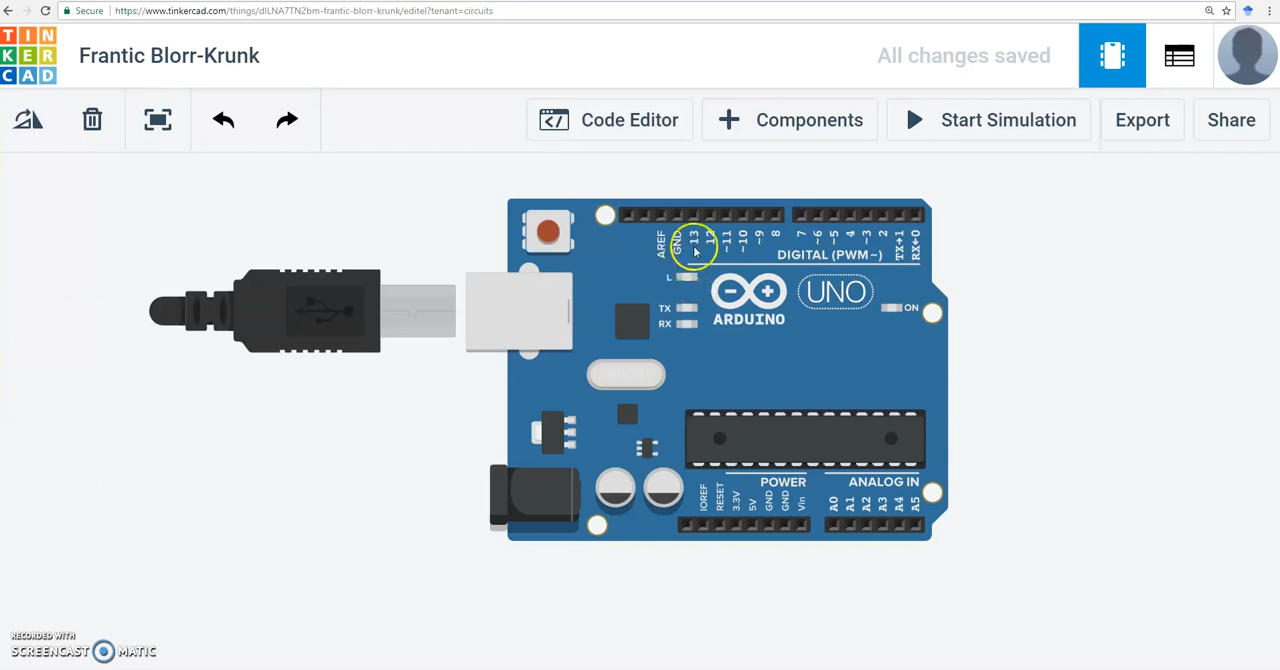 Secure https://www.tinkercad.com/things/dILNA7TN2bm-frantic-blorr-krunk/editel?tenant=circuits
TIN
KER
CAD
Frantic Blorr-Krunk
All changes saved
Code Editor
Components
Start Simulation
Export
Share
AREF
GND
13
12
~11
~10
~9
8
7
~6
~5
4
~3
2
TX→1
RX←0
DIGITAL (PWM~)
L
TX
RX
ARDUINO
UNO
ON
POWER
ANALOG IN
IOREF
RESET
3.3V
5V
GND
GND
Vin
A0
A1
A2
A3
A4
A5
RECORDED WITH
SCREENCAST MATIC